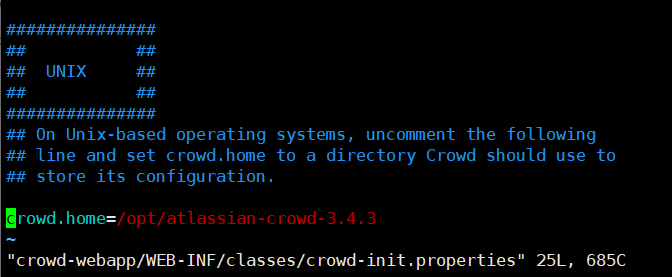 ###############
##           ##
##  UNIX     ##
##           ##
###############
## On Unix-based operating systems, uncomment the following
## line and set crowd.home to a directory Crowd should use to
## store its configuration.
crowd.home=/opt/atlassian-crowd-3.4.3
~
"crowd-webapp/WEB-INF/classes/crowd-init.properties" 25L, 685C